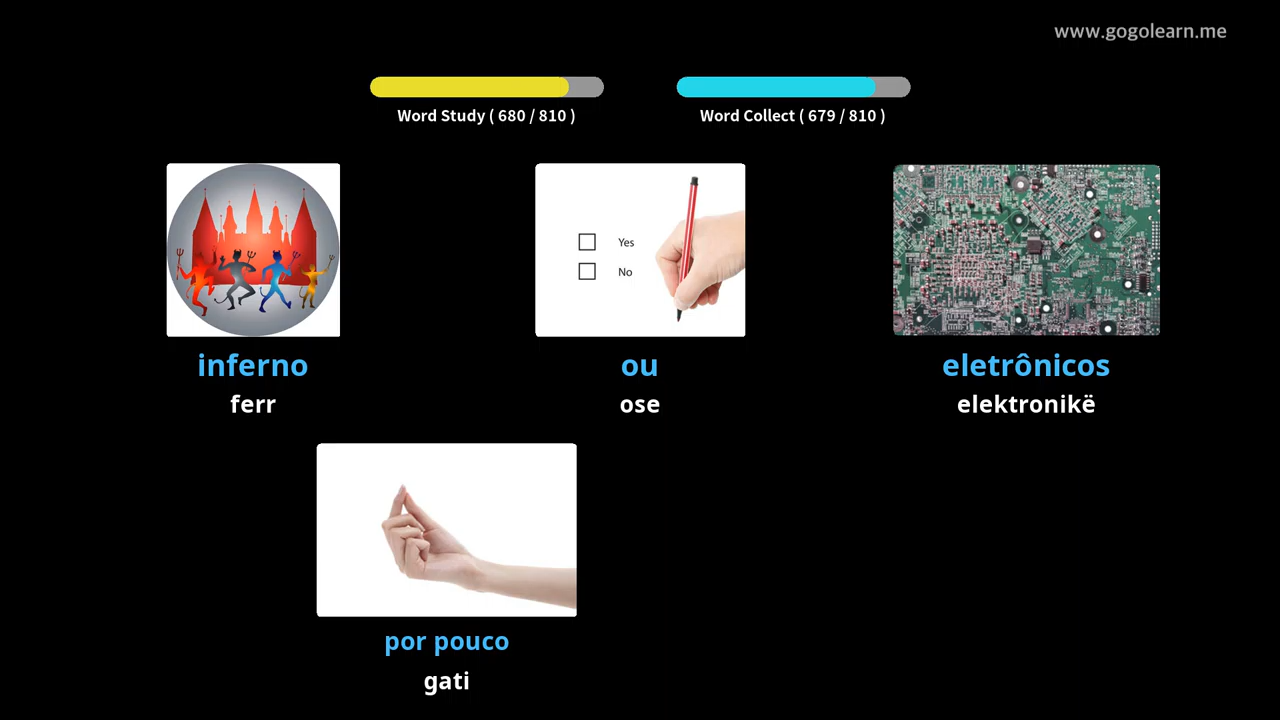 www.gogolearn.me
Word Study ( 680 / 810 )
Word Collect ( 679 / 810 )
Yes
No
inferno
ou
eletrônicos
ferr
ose
elektronikë
por pouco
gati